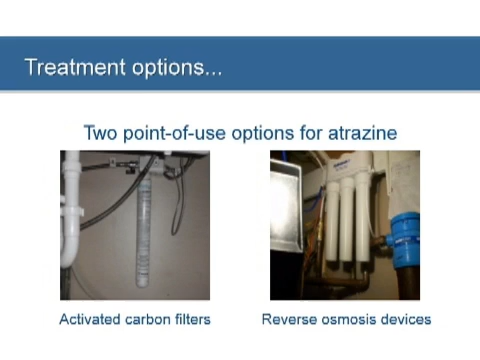 Treatment options...
Two point-of-use options for atrazine
Activated carbon filters
Reverse osmosis devices